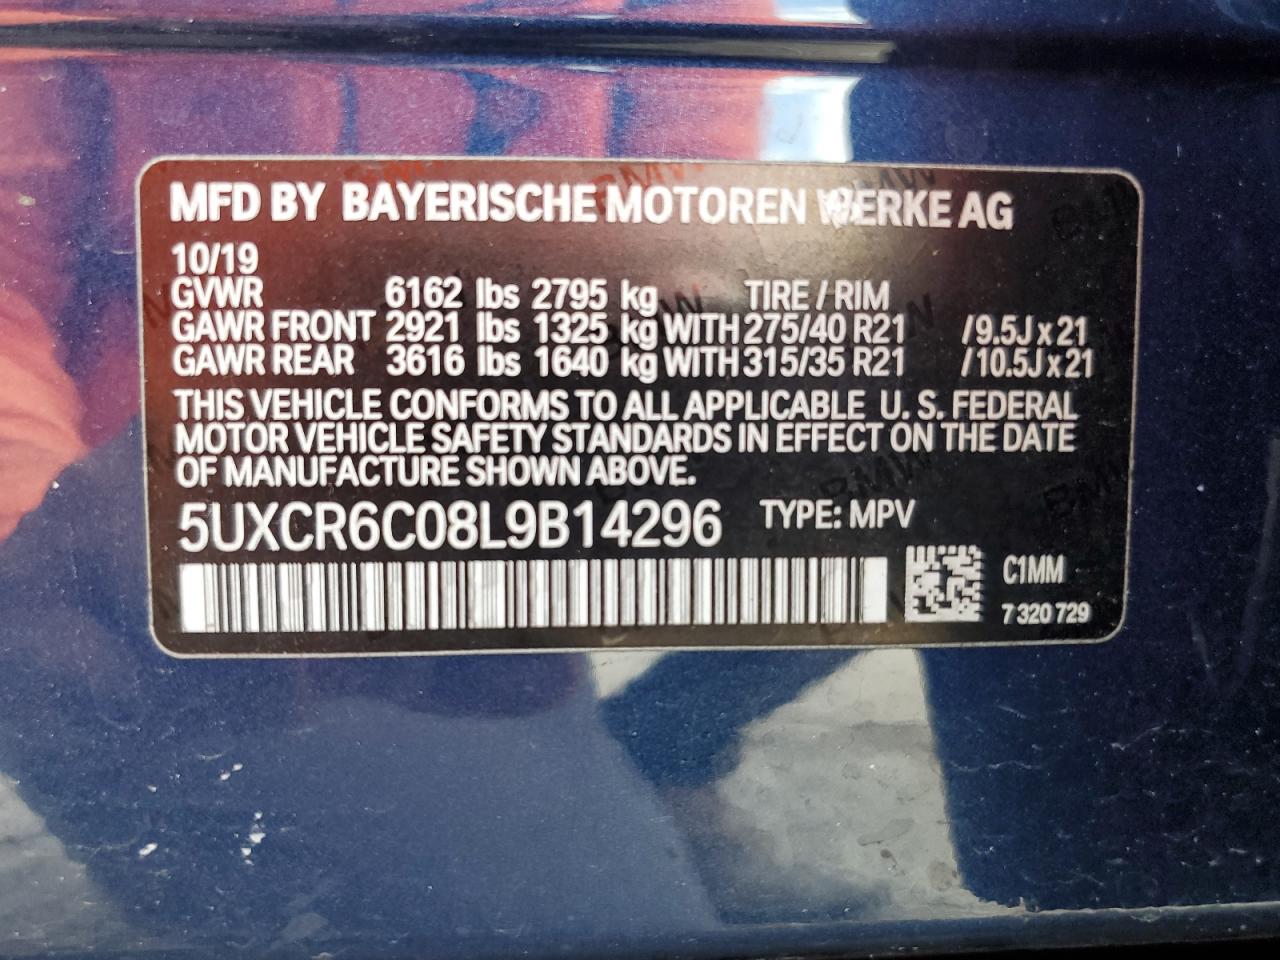 MFD BY BAYERISCHE MOTOREN WERKE AG
10/19
GVWR 6162 lbs 2795 kg TIRE / RIM
GAWR FRONT 2921 lbs 1325 kg WITH 275/40 R21 /9.5J x 21
GAWR REAR 3616 lbs 1640 kg WITH 315/35 R21 /10.5J x 21
THIS VEHICLE CONFORMS TO ALL APPLICABLE U. S. FEDERAL
MOTOR VEHICLE SAFETY STANDARDS IN EFFECT ON THE DATE
OF MANUFACTURE SHOWN ABOVE.
5UXCR6C08L9B14296 TYPE: MPV
C1MM
7 320 729